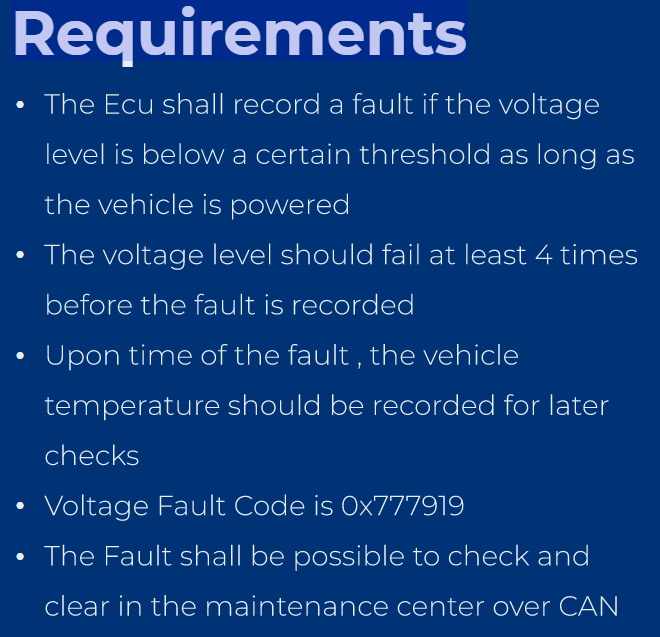 Requirements
• The Ecu shall record a fault if the voltage
level is below a certain threshold as long as
the vehicle is powered
• The voltage level should fail at least 4 times
before the fault is recorded
• Upon time of the fault , the vehicle
temperature should be recorded for later
checks
• Voltage Fault Code is 0x777919
• The Fault shall be possible to check and
clear in the maintenance center over CAN